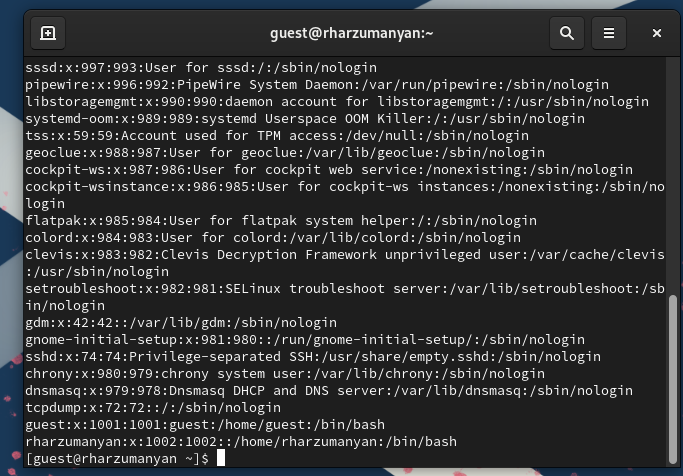 guest@rharzumanyan:~
sssd:x:997:993:User for sssd:/:/sbin/nologin
pipewire:x:996:992:PipeWire System Daemon:/var/run/pipewire:/sbin/nologin
libstoragemgmt:x:990:990:daemon account for libstoragemgmt:/:/usr/sbin/nologin
systemd-oom:x:989:989:systemd Userspace OOM Killer:/:/usr/sbin/nologin
tss:x:59:59:Account used for TPM access:/dev/null:/sbin/nologin
geoclue:x:988:987:User for geoclue:/var/lib/geoclue:/sbin/nologin
cockpit-ws:x:987:986:User for cockpit web service:/nonexisting:/sbin/nologin
cockpit-wsinstance:x:986:985:User for cockpit-ws instances:/nonexisting:/sbin/no
login
flatpak:x:985:984:User for flatpak system helper:/:/sbin/nologin
colord:x:984:983:User for colord:/var/lib/colord:/sbin/nologin
clevis:x:983:982:Clevis Decryption Framework unprivileged user:/var/cache/clevis
:/usr/sbin/nologin
setroubleshoot:x:982:981:SELinux troubleshoot server:/var/lib/setroubleshoot:/sb
in/nologin
gdm:x:42:42::/var/lib/gdm:/sbin/nologin
gnome-initial-setup:x:981:980::/run/gnome-initial-setup/:/sbin/nologin
sshd:x:74:74:Privilege-separated SSH:/usr/share/empty.sshd:/sbin/nologin
chrony:x:980:979:chrony system user:/var/lib/chrony:/sbin/nologin
dnsmasq:x:979:978:Dnsmasq DHCP and DNS server:/var/lib/dnsmasq:/sbin/nologin
tcpdump:x:72:72::/:/sbin/nologin
guest:x:1001:1001:guest:/home/guest:/bin/bash
rharzumanyan:x:1002:1002::/home/rharzumanyan:/bin/bash
[guest@rharzumanyan ~]$